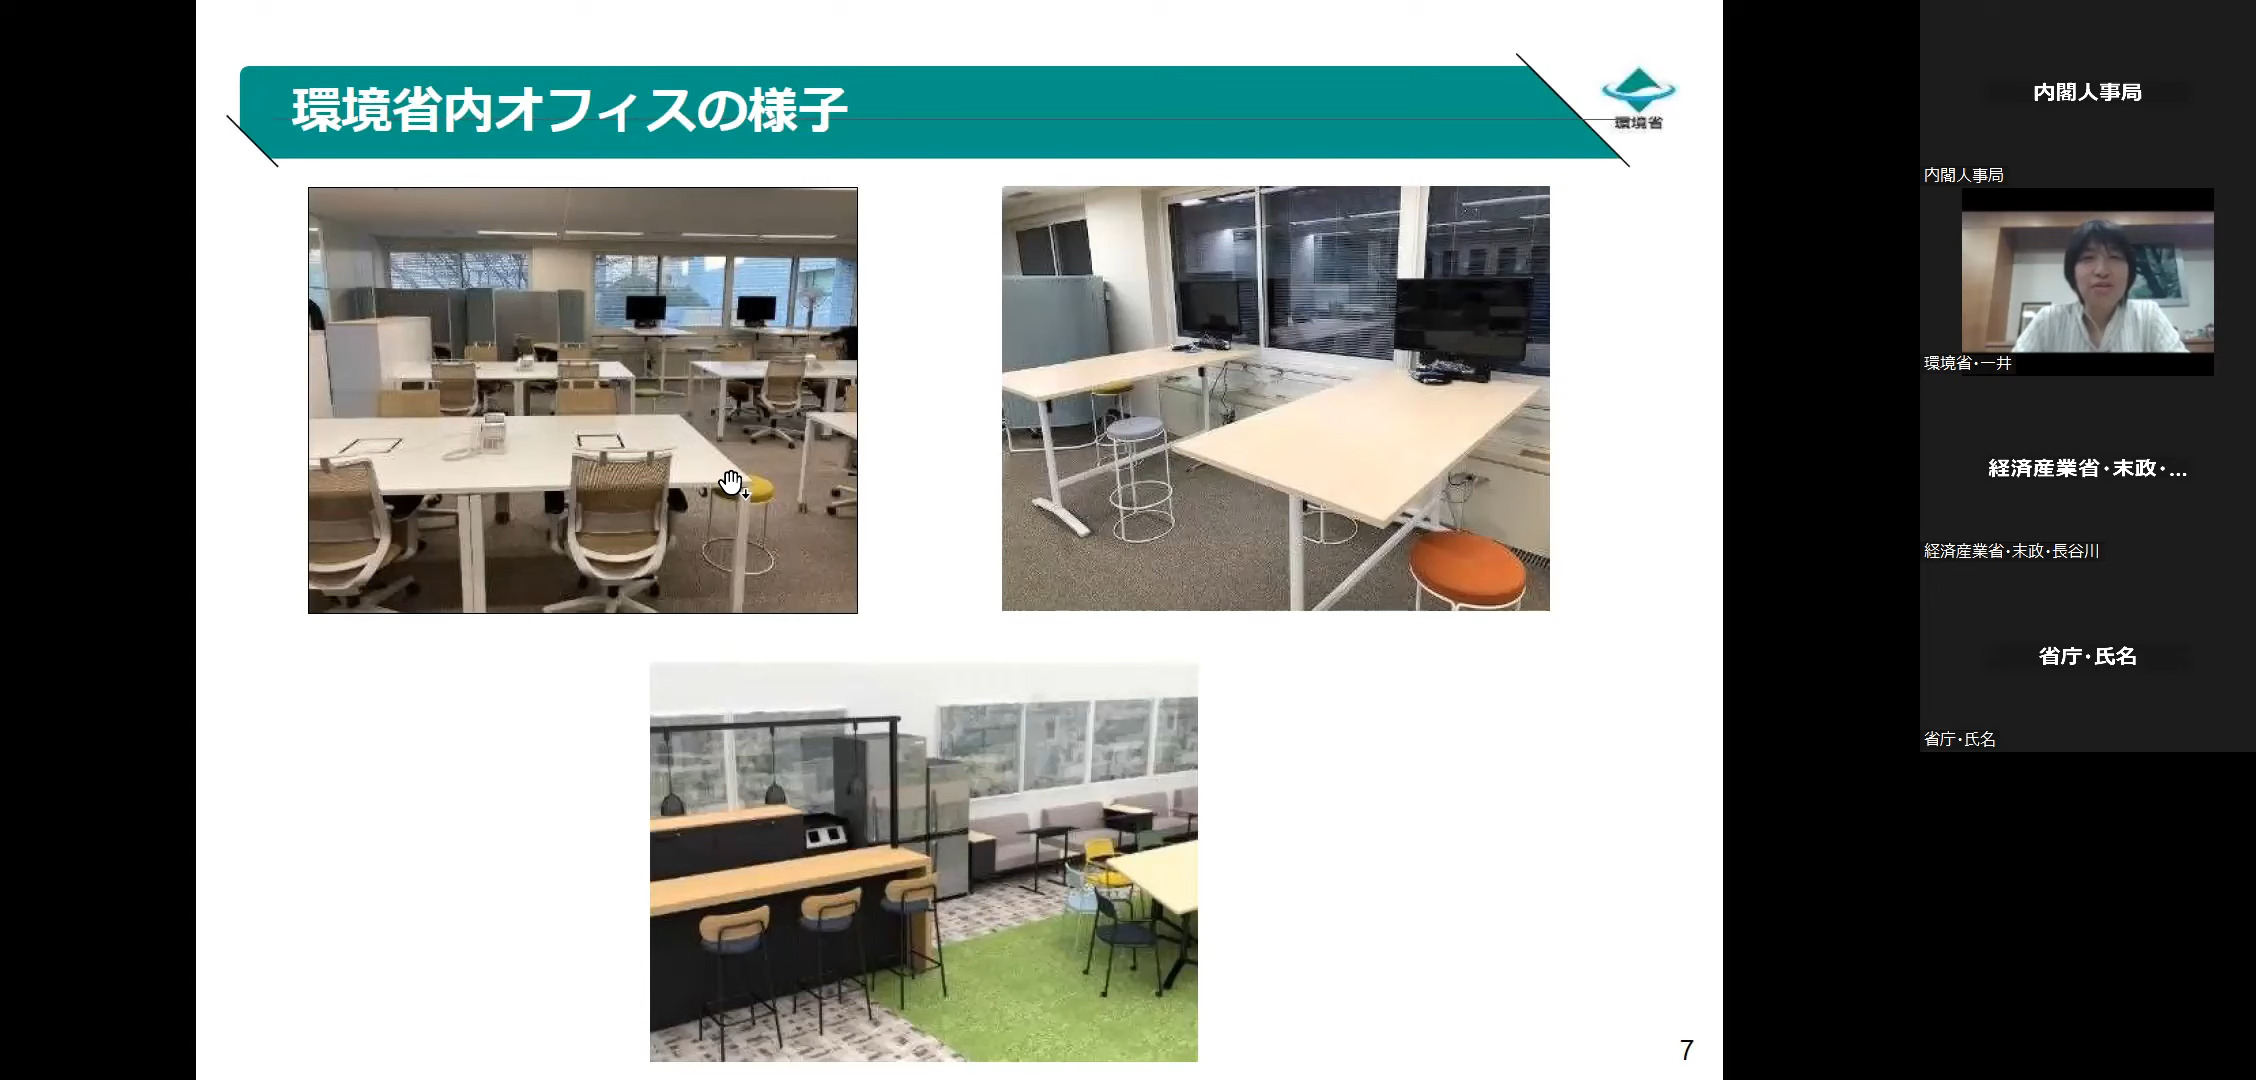 環境省内オフィスの様子
環境省
7
内閣人事局
内閣人事局
環境省・一井
経済産業省・末政・...
経済産業省・末政・長谷川
省庁・氏名
省庁・氏名